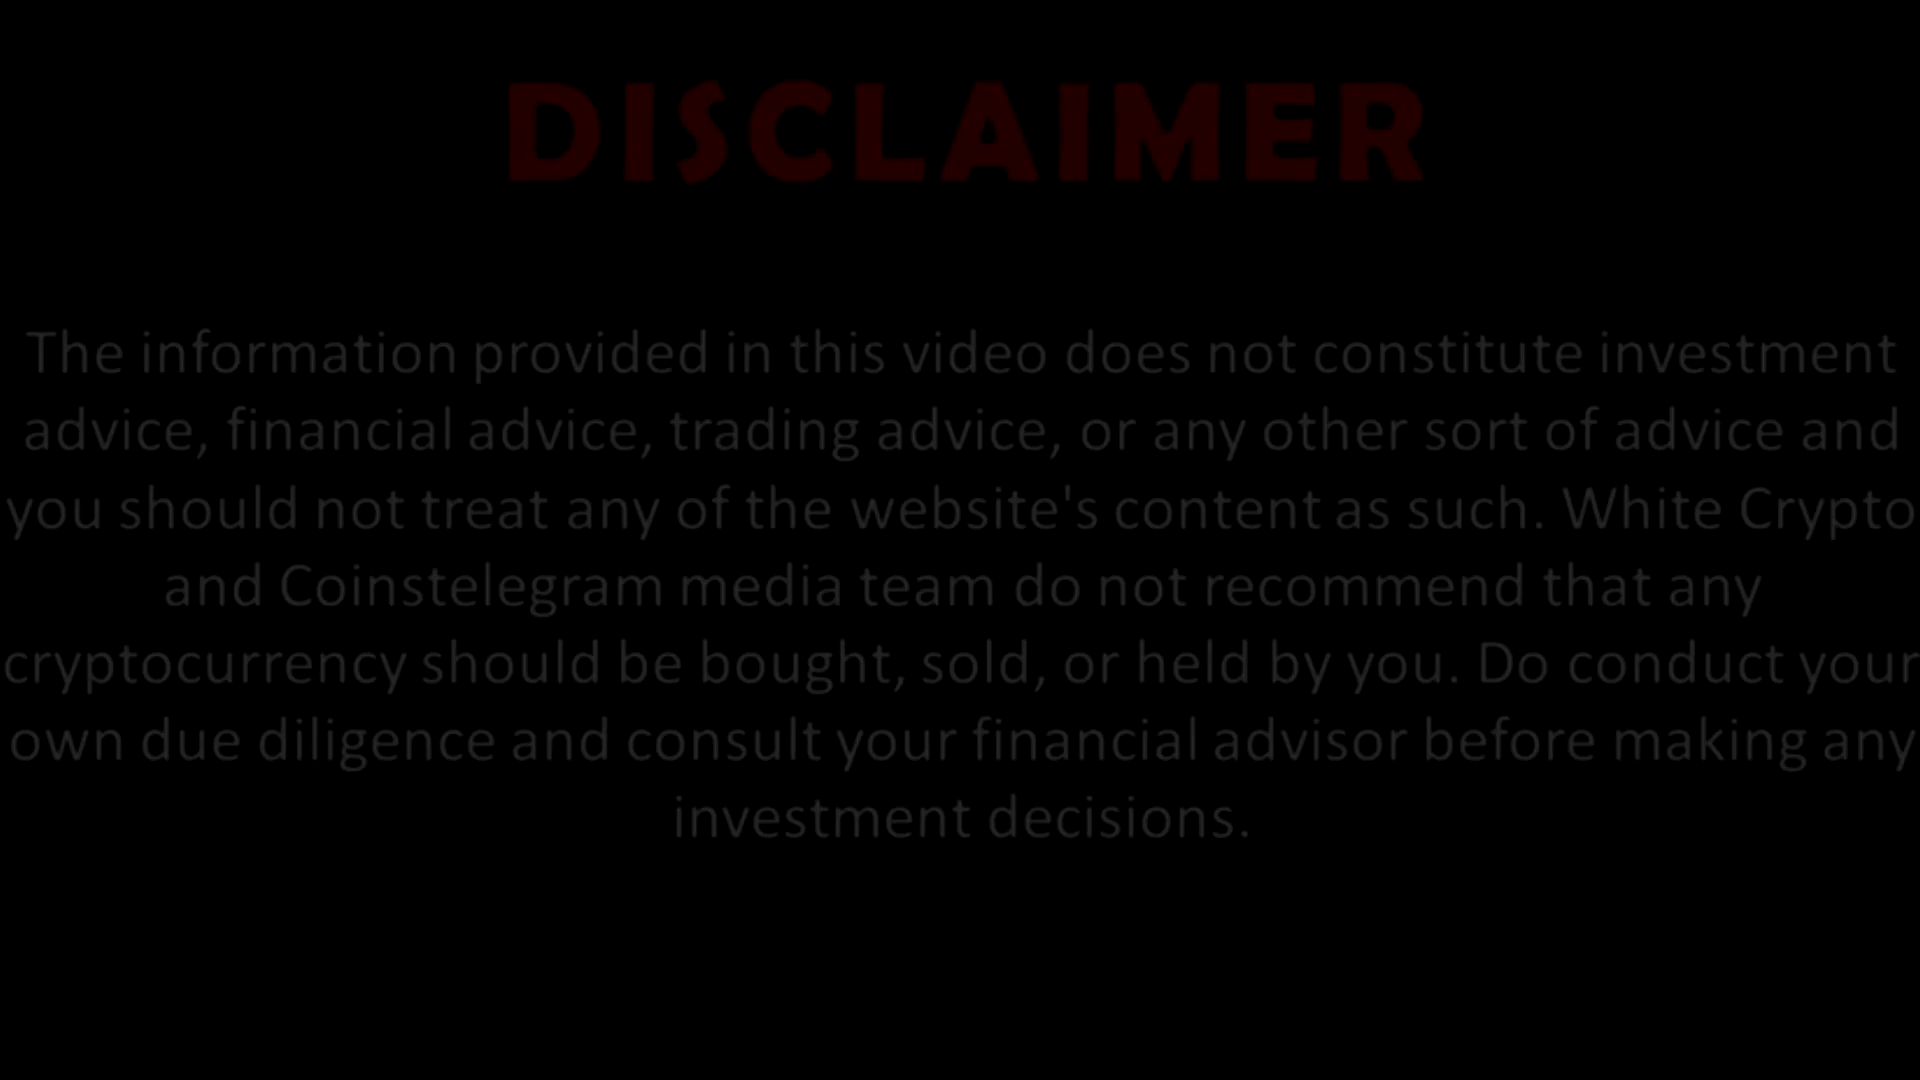 DISCLAIMER
The information provided in this video does not constitute investment
advice, financial advice, trading advice, or any other sort of advice and
you should not treat any of the website's content as such. White Crypto
and Coinstelegram media team do not recommend that any
cryptocurrency should be bought, sold, or held by you. Do conduct your
own due diligence and consult your financial advisor before making any
investment decisions.